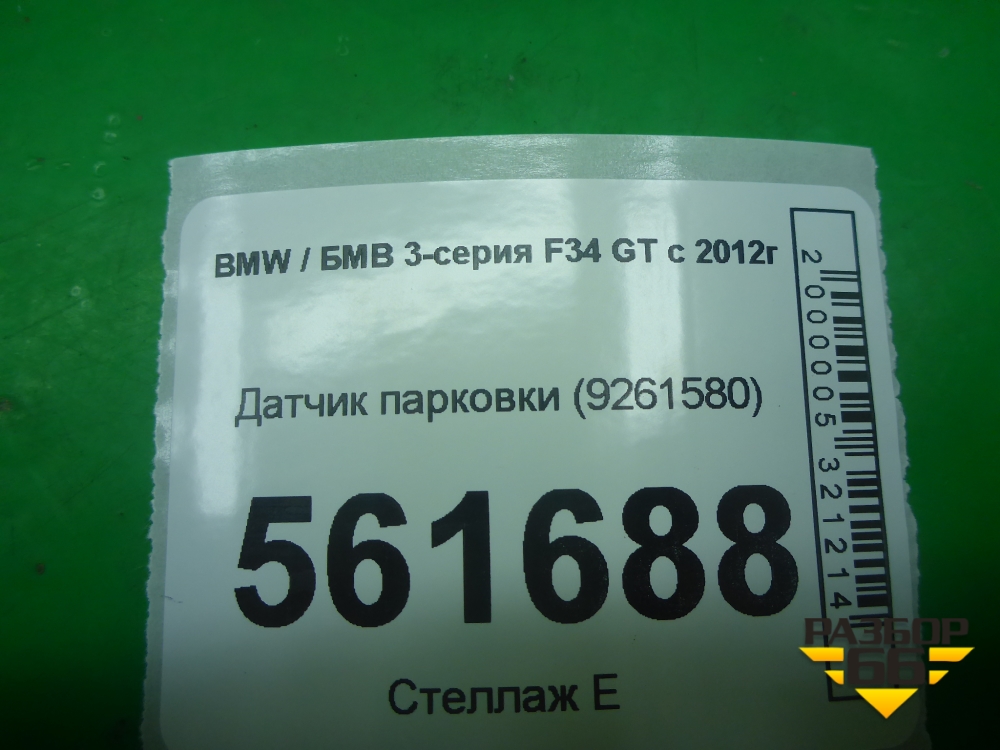 BMW / БМВ 3-серия F34 GT с 2012г
Датчик парковки (9261580)
561688
Стеллаж Е
2000005321214
РАЗБОР
66